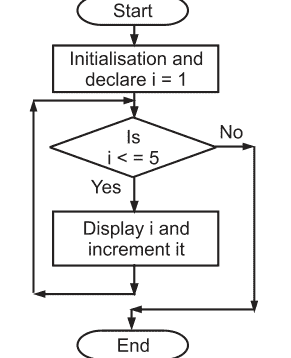 Start
Initialisation and
declare i = 1
Is
i < = 5
No
Yes
Display i and
increment it
End